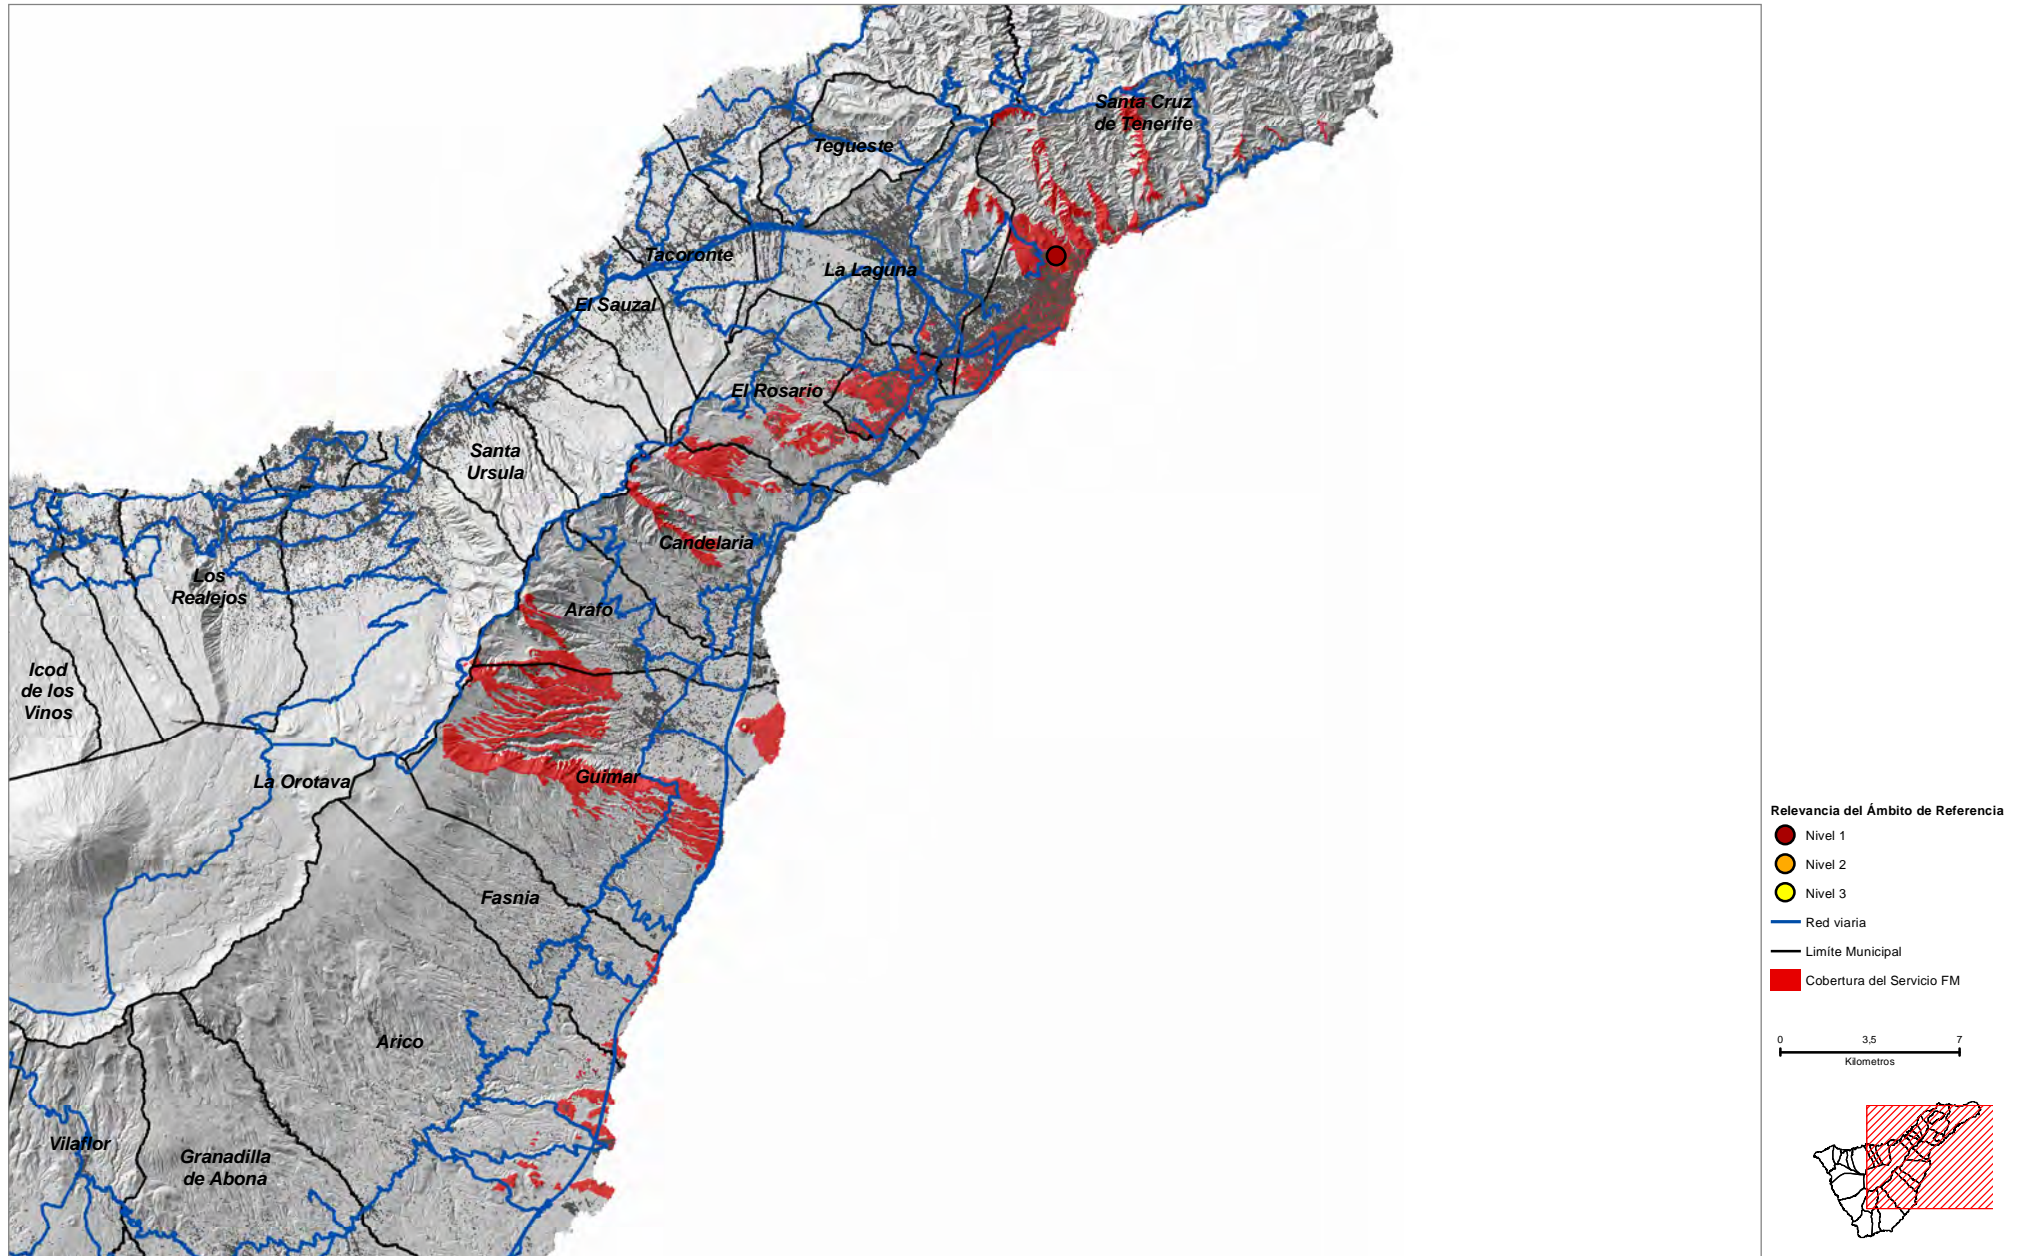 Santa Cruz
de Tenerife
Tegueste
Tacoronte
La Laguna
El Sauzal
El Rosario
Santa
Ursula
Candelaria
Los
Realejos
Arafo
Icod
de los
Vinos
La Orotava
Guimar
Fasnia
Arico
Vilaflor
Granadilla
de Abona
Relevancia del Ámbito de Referencia
Nivel 1
Nivel 2
Nivel 3
Red viaria
Limíte Municipal
Cobertura del Servicio FM
0 3,5 7
Kilometros